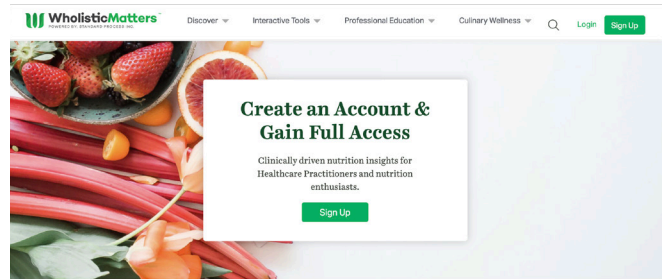 WholisticMatters™
POWERED BY STANDARD PROCESS INC.
Discover
Interactive Tools
Professional Education
Culinary Wellness
Login
Sign Up
Create an Account &
Gain Full Access
Clinically driven nutrition insights for
Healthcare Practitioners and nutrition
enthusiasts.
Sign Up